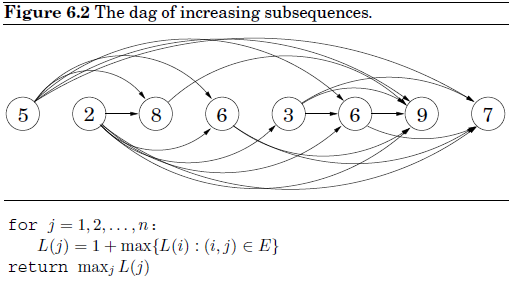 Figure 6.2 The dag of increasing subsequences.
5 2 8 6 3 6 9 7
for j = 1, 2, . . . , n:
L(j) = 1 + max{L(i) : (i, j) ∈ E}
return maxⱼ L(j)